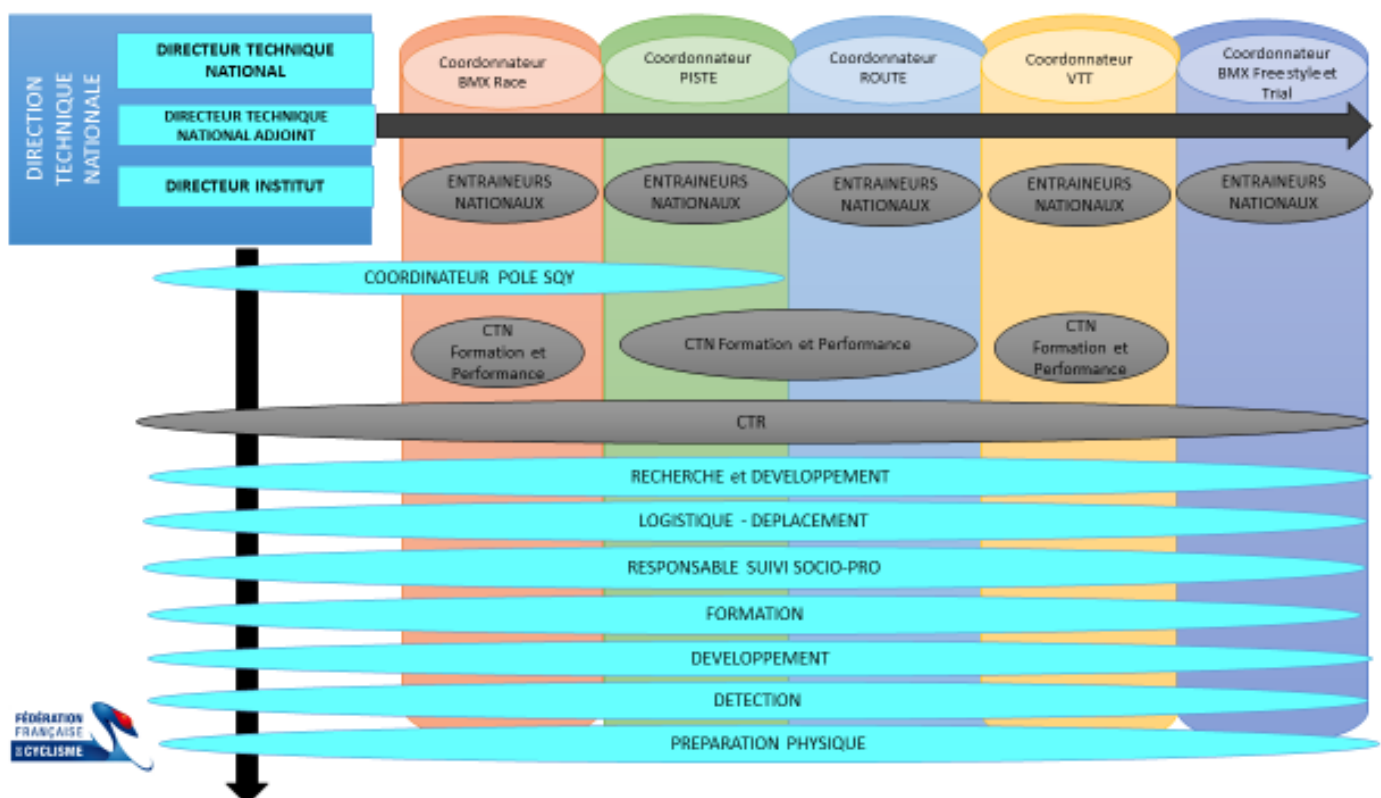 DIRECTION
TECHNIQUE
NATIONALE
DIRECTEUR TECHNIQUE
NATIONAL
DIRECTEUR TECHNIQUE
NATIONAL ADJOINT
DIRECTEUR INSTITUT
Coordonnateur
BMX Race
Coordonnateur
PISTE
Coordonnateur
ROUTE
Coordonnateur
VTT
Coordonnateur
BMX Free style et
Trial
ENTRAINEURS
NATIONAUX
ENTRAINEURS
NATIONAUX
ENTRAINEURS
NATIONAUX
ENTRAINEURS
NATIONAUX
ENTRAINEURS
NATIONAUX
COORDINATEUR POLE SQY
CTN
Formation et
Performance
CTN Formation et Performance
CTN
Formation et
Performance
CTR
RECHERCHE et DEVELOPPEMENT
LOGISTIQUE - DEPLACEMENT
RESPONSABLE SUIVI SOCIO-PRO
FORMATION
DEVELOPPEMENT
DETECTION
PREPARATION PHYSIQUE
FÉDÉRATION
FRANÇAISE
DE CYCLISME